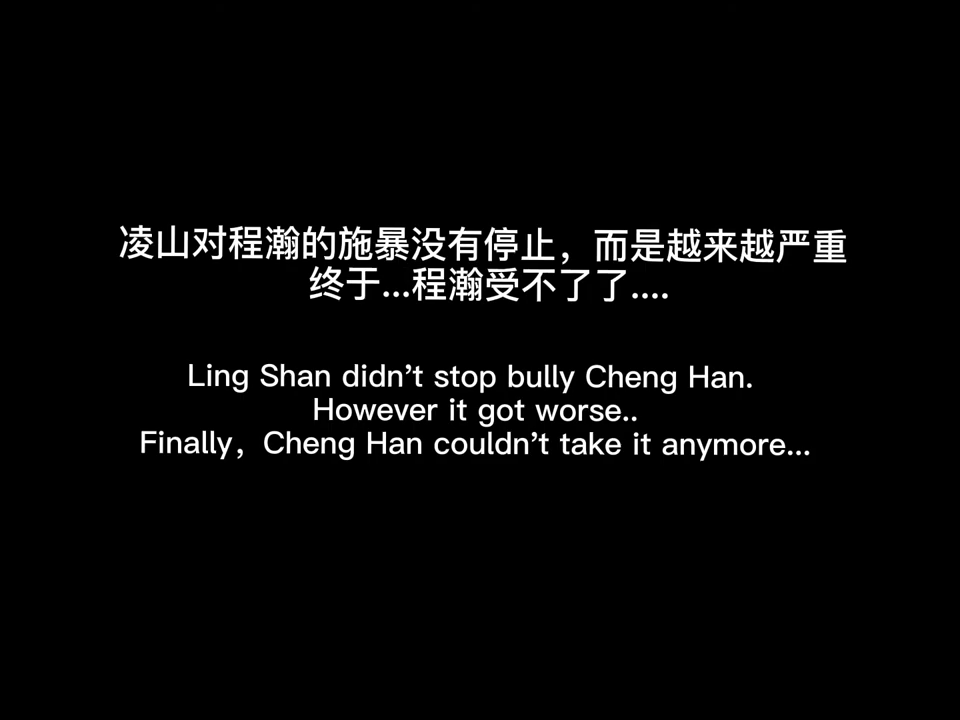 凌山对程瀚的施暴没有停止，而是越来越严重
终于...程瀚受不了了....
Ling Shan didn't stop bully Cheng Han.
However it got worse..
Finally，Cheng Han couldn't take it anymore...